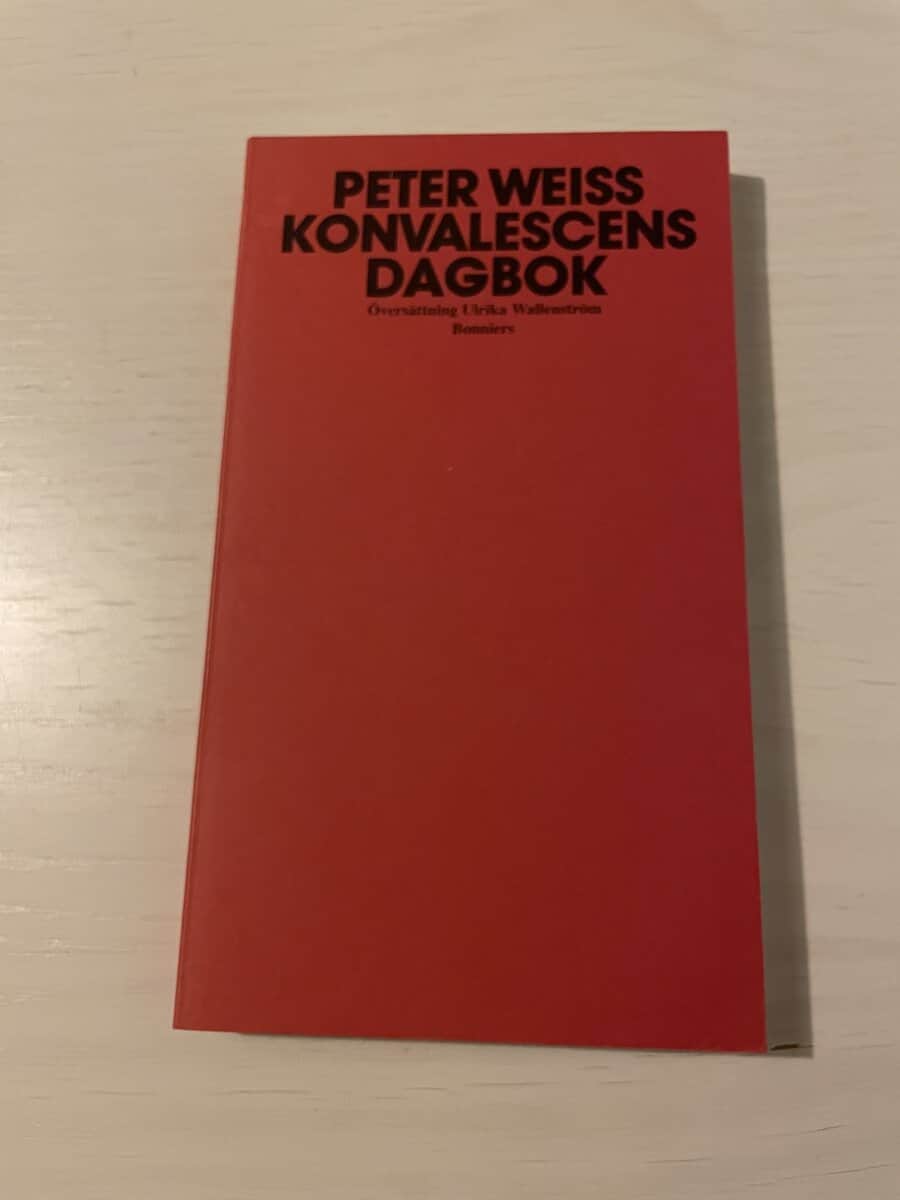 PETER WEISS
KONVALESCENS
DAGBOK
Översättning Ulrika Wallenström
Bonniers